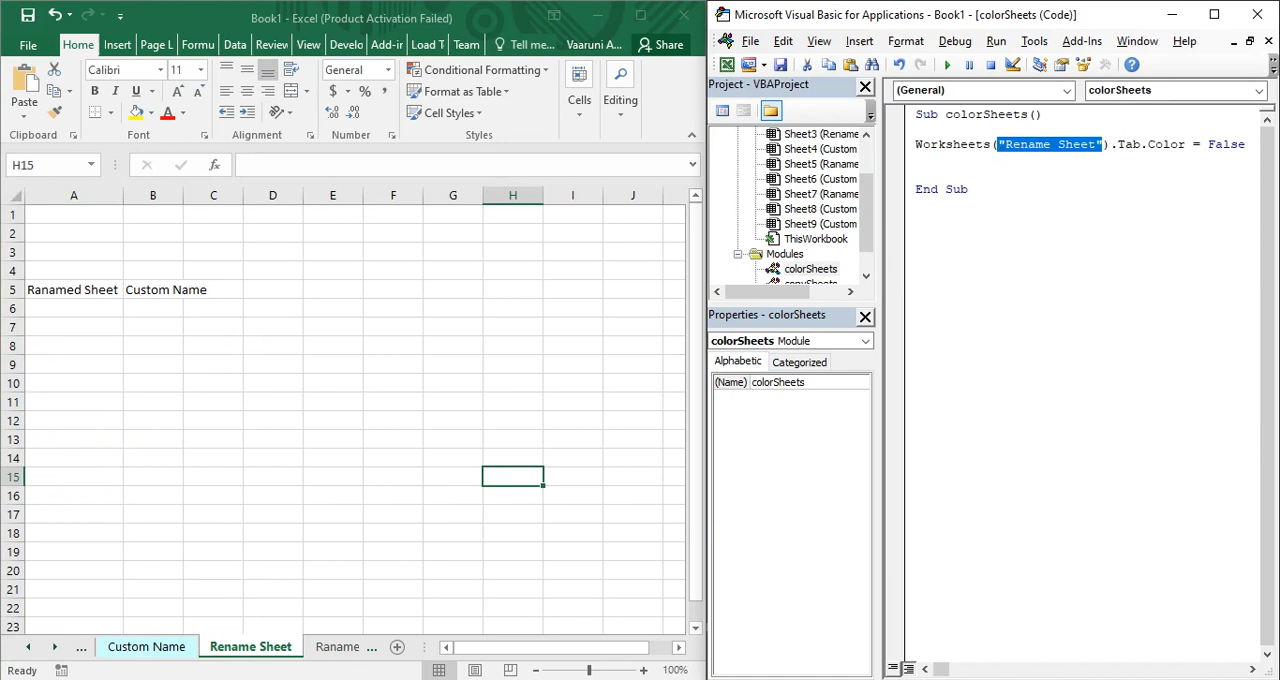 Book1 - Excel (Product Activation Failed)
File Home Insert Page L Formu Data Review View Develo Add-ir Load T Team Tell me... Vaaruni A... Share
Paste
Calibri 11
B I U
A A
A
General
$ % ,
Conditional Formatting
Format as Table
Cell Styles
Cells
Editing
Clipboard Font Alignment Number Styles
H15
fx
A B C D E F G H I J
1
2
3
4
5 Ranamed Sheet Custom Name
6
7
8
9
10
11
12
13
14
15
16
17
18
19
20
21
22
23
... Custom Name Rename Sheet Raname ...
Ready 100%
Microsoft Visual Basic for Applications - Book1 - [colorSheets (Code)]
File Edit View Insert Format Debug Run Tools Add-Ins Window Help
Project - VBAProject
Sheet3 (Rename
Sheet4 (Custom
Sheet5 (Raname
Sheet6 (Custom
Sheet7 (Raname
Sheet8 (Custom
Sheet9 (Custom
ThisWorkbook
Modules
colorSheets
Properties - colorSheets
colorSheets Module
Alphabetic Categorized
(Name) colorSheets
(General) colorSheets
Sub colorSheets()
Worksheets("Rename Sheet").Tab.Color = False
End Sub